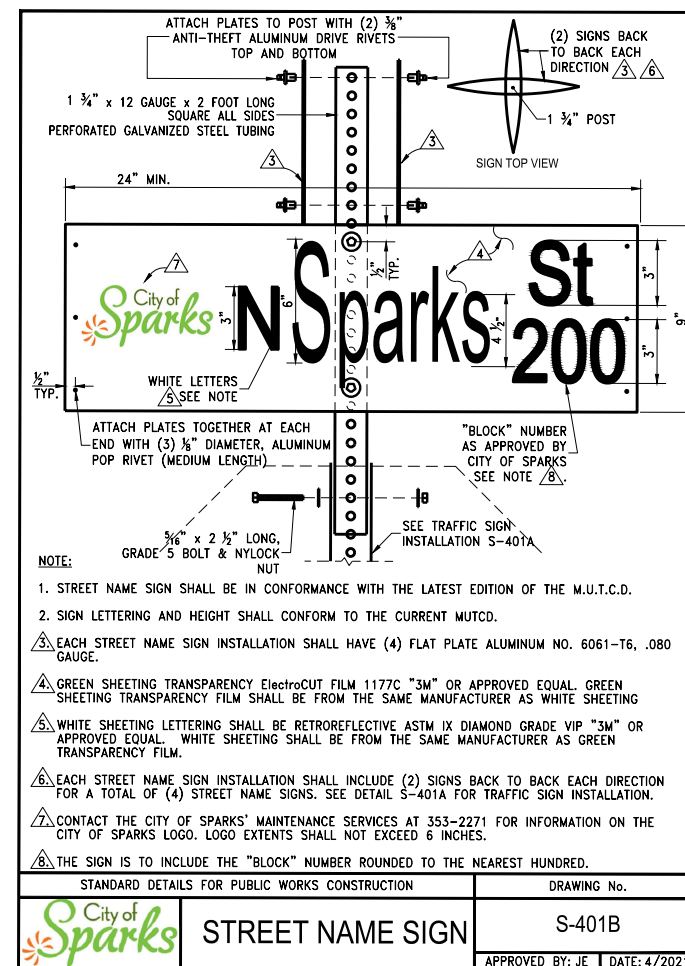 ATTACH PLATES TO POST WITH (2) ⅜"
ANTI-THEFT ALUMINUM DRIVE RIVETS
TOP AND BOTTOM
(2) SIGNS BACK
TO BACK EACH
DIRECTION 3 6
1 ¾" POST
SIGN TOP VIEW
1 ¾" x 12 GAUGE x 2 FOOT LONG
SQUARE ALL SIDES
PERFORATED GALVANIZED STEEL TUBING
3
3
24" MIN.
½"
TYP.
7
4
City of
Sparks
3"
N
6"
Sparks
4 ½"
St
200
3"
3"
9"
½"
TYP.
WHITE LETTERS
5 SEE NOTE
ATTACH PLATES TOGETHER AT EACH
END WITH (3) ⅛" DIAMETER, ALUMINUM
POP RIVET (MEDIUM LENGTH)
"BLOCK" NUMBER
AS APPROVED BY
CITY OF SPARKS
SEE NOTE 8.
5/16" x 2 ½" LONG,
GRADE 5 BOLT & NYLOCK
NUT
SEE TRAFFIC SIGN
INSTALLATION S-401A
NOTE:
1. STREET NAME SIGN SHALL BE IN CONFORMANCE WITH THE LATEST EDITION OF THE M.U.T.C.D.
2. SIGN LETTERING AND HEIGHT SHALL CONFORM TO THE CURRENT MUTCD.
3. EACH STREET NAME SIGN INSTALLATION SHALL HAVE (4) FLAT PLATE ALUMINUM NO. 6061-T6, .080
GAUGE.
4. GREEN SHEETING TRANSPARENCY ElectroCUT FILM 1177C "3M" OR APPROVED EQUAL. GREEN
SHEETING TRANSPARENCY FILM SHALL BE FROM THE SAME MANUFACTURER AS WHITE SHEETING
5. WHITE SHEETING LETTERING SHALL BE RETROREFLECTIVE ASTM IX DIAMOND GRADE VIP "3M" OR
APPROVED EQUAL. WHITE SHEETING SHALL BE FROM THE SAME MANUFACTURER AS GREEN
TRANSPARENCY FILM.
6. EACH STREET NAME SIGN INSTALLATION SHALL INCLUDE (2) SIGNS BACK TO BACK EACH DIRECTION
FOR A TOTAL OF (4) STREET NAME SIGNS. SEE DETAIL S-401A FOR TRAFFIC SIGN INSTALLATION.
7. CONTACT THE CITY OF SPARKS' MAINTENANCE SERVICES AT 353-2271 FOR INFORMATION ON THE
CITY OF SPARKS LOGO. LOGO EXTENTS SHALL NOT EXCEED 6 INCHES.
8. THE SIGN IS TO INCLUDE THE "BLOCK" NUMBER ROUNDED TO THE NEAREST HUNDRED.
STANDARD DETAILS FOR PUBLIC WORKS CONSTRUCTION
DRAWING No.
City of
Sparks
STREET NAME SIGN
S-401B
APPROVED BY: JE
DATE: 4/2021